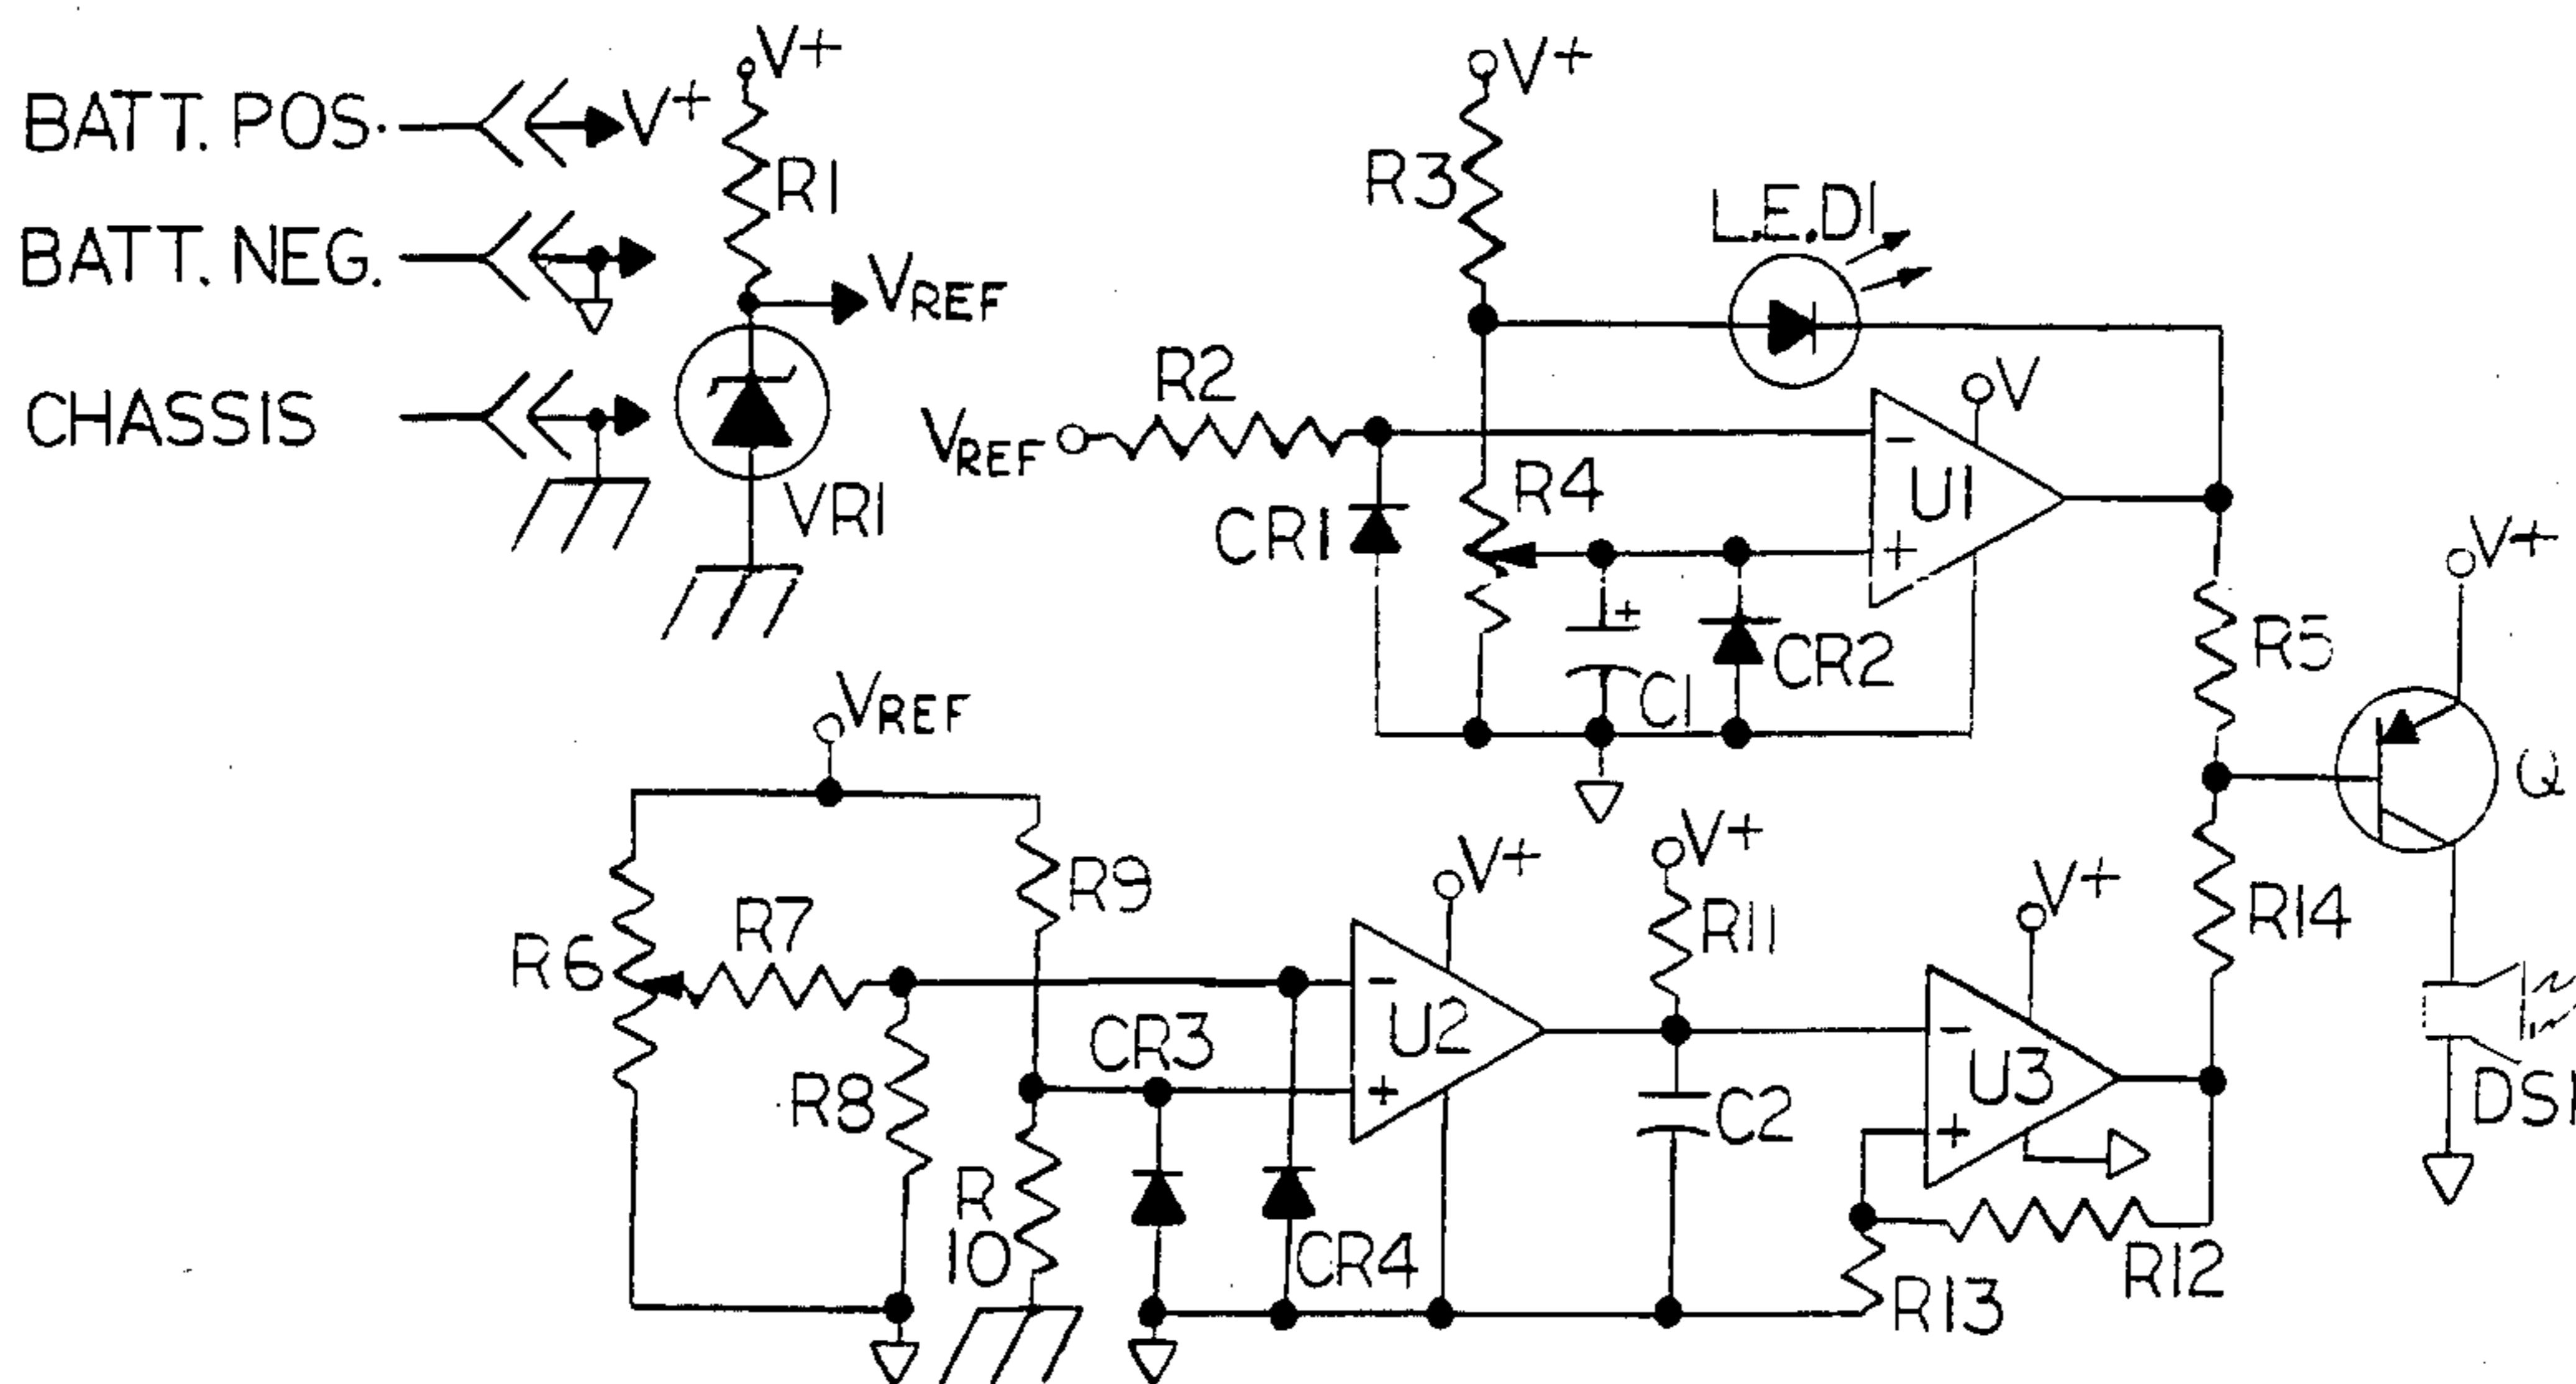 BATT. POS.
V+
BATT. NEG.
CHASSIS
V+
R1
VREF
VR1
V+
R3
L.E.D1
R2
VREF
V
-
U1
+
R4
CR1
+
C1
CR2
R5
V+
Q
VREF
R6
R7
R8
R9
R
10
CR3
CR4
V+
-
U2
+
V+
R11
C2
V+
-
U3
+
R14
R12
R13
DS1